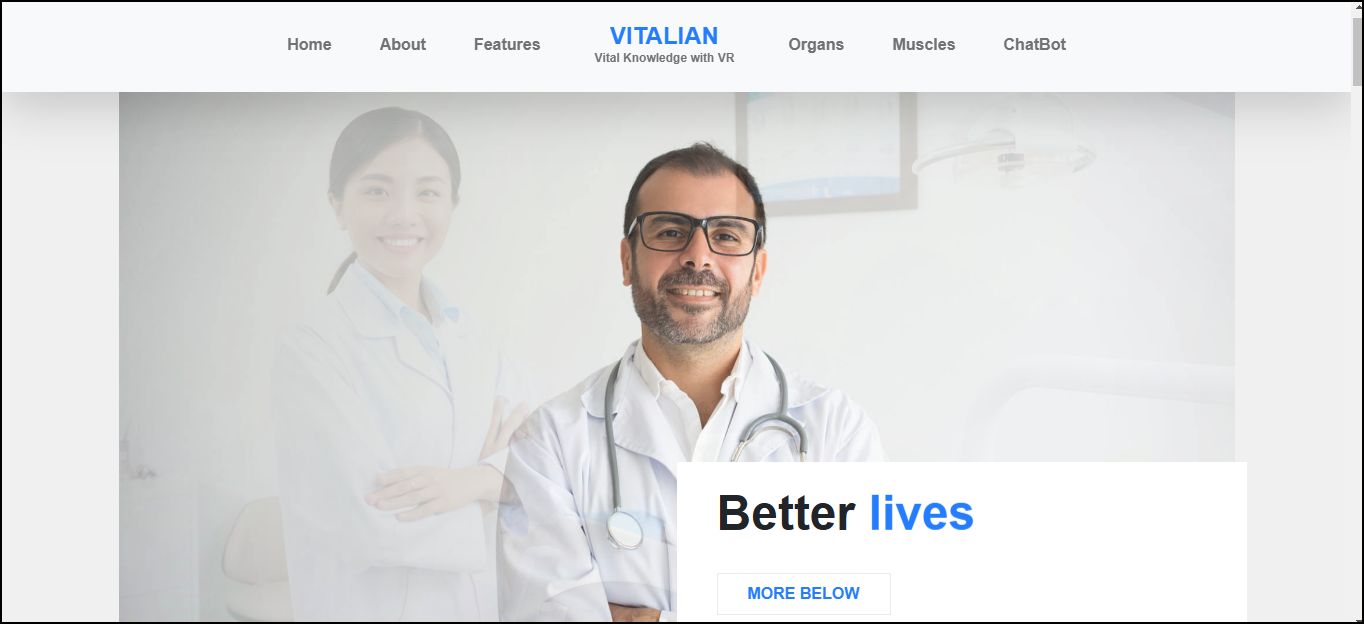 Home About Features VITALIAN Organs Muscles ChatBot
Vital Knowledge with VR
Better lives
MORE BELOW